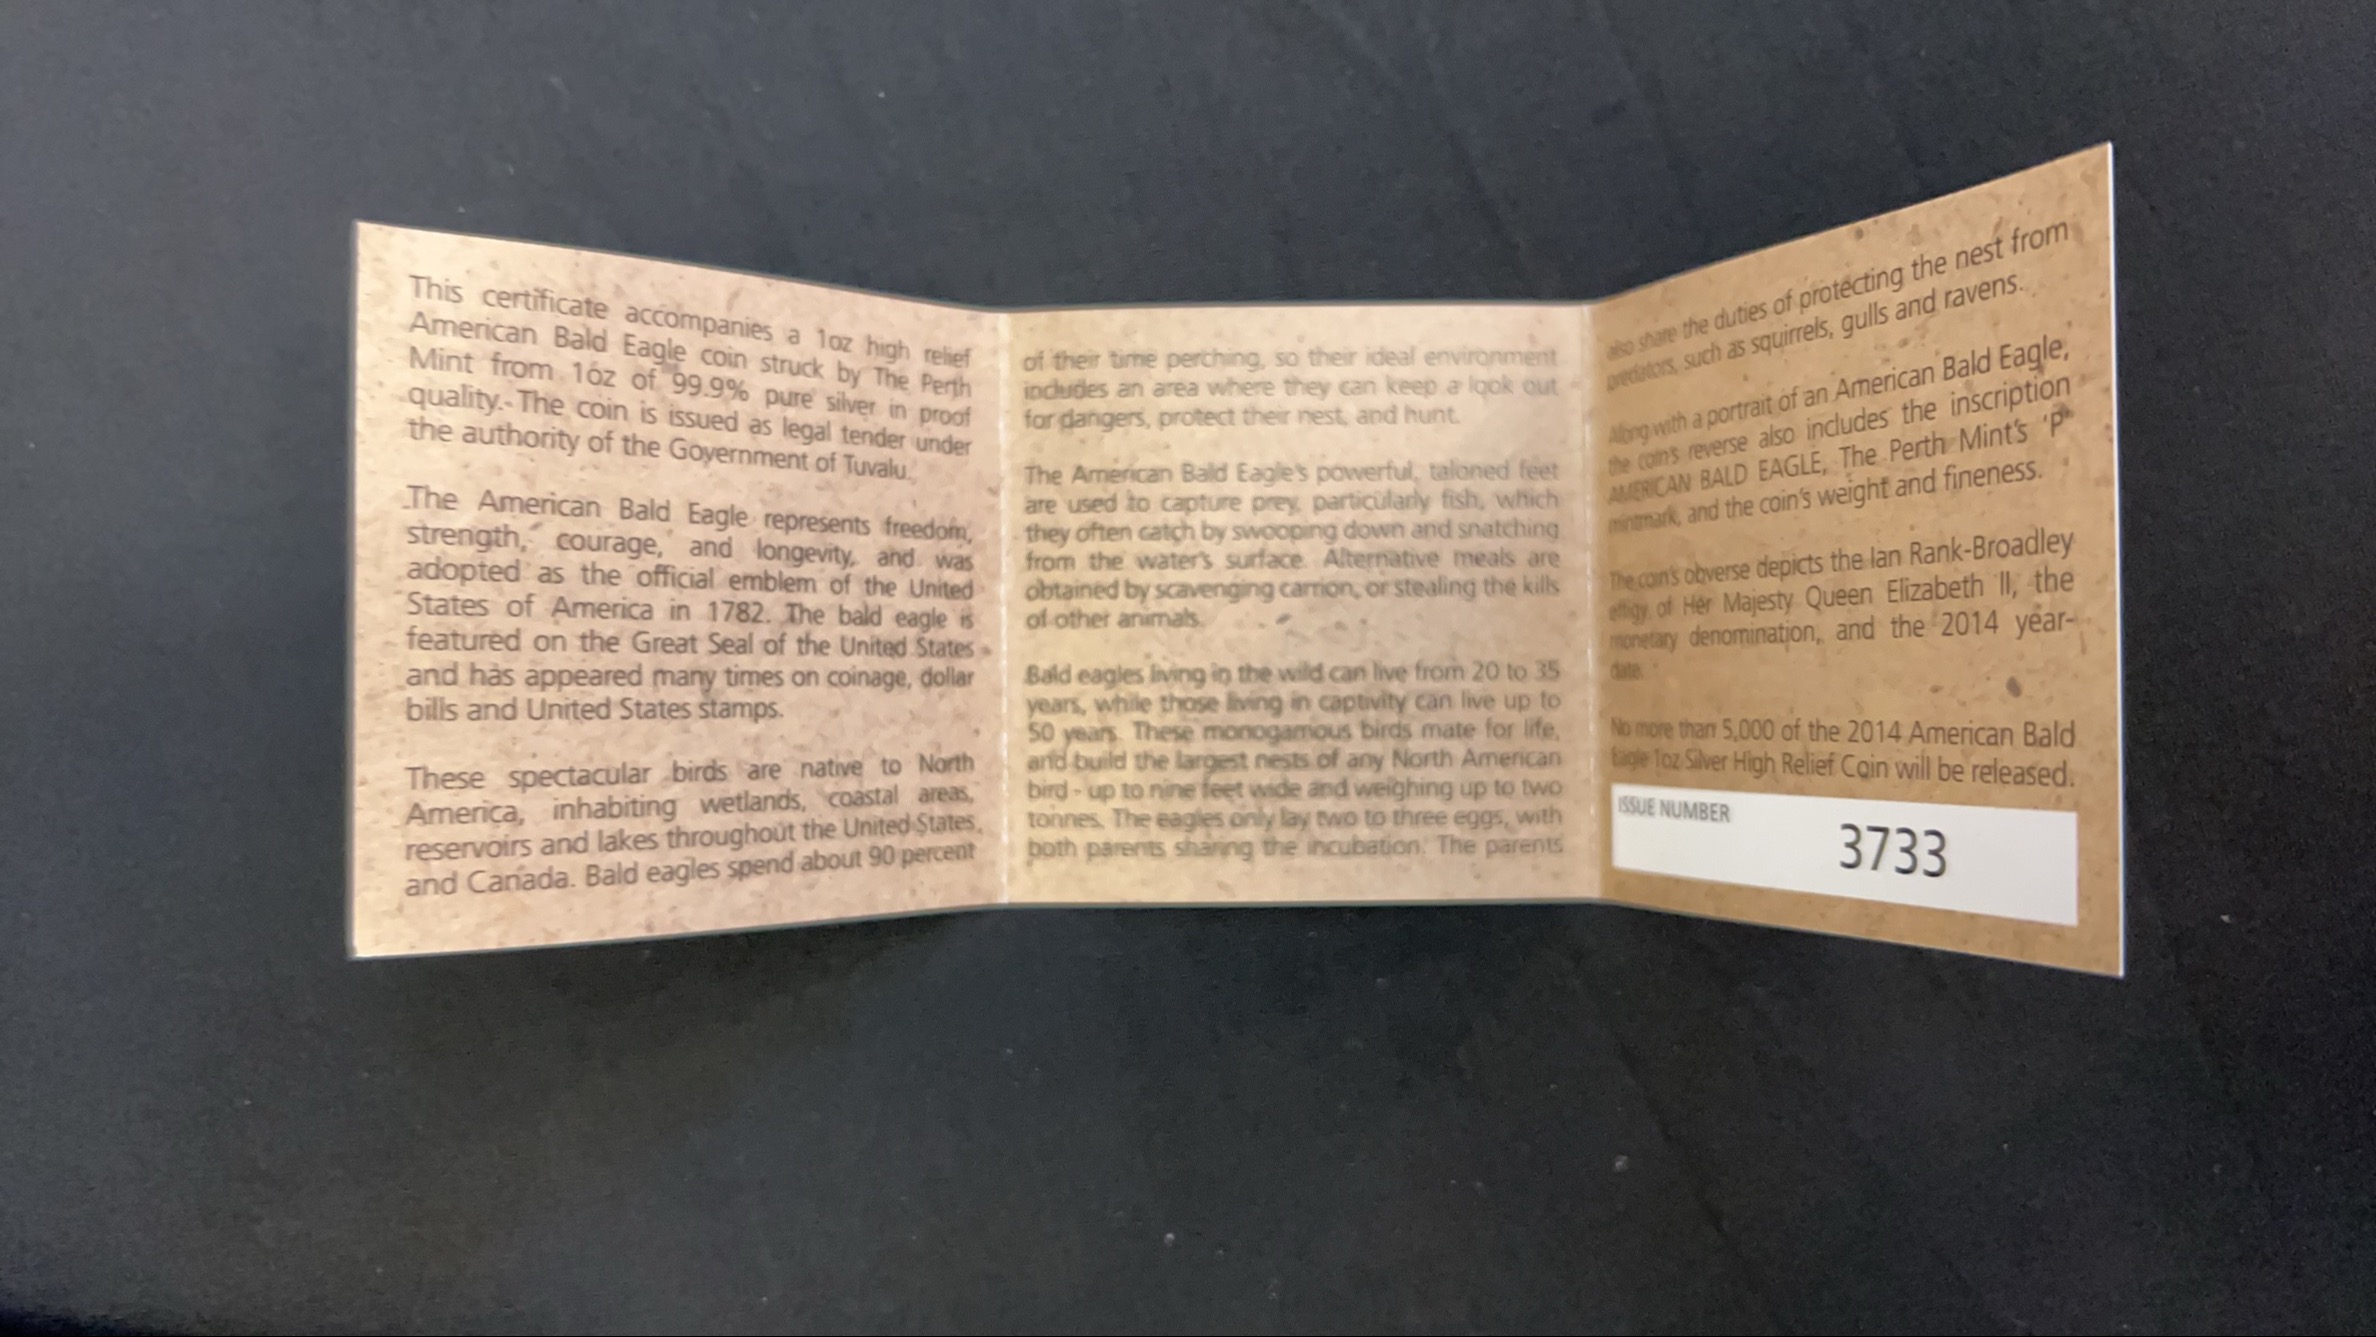 This certificate accompanies a 1oz high relief
American Bald Eagle coin struck by The Perth
Mint from 1oz of 99.9% pure silver in proof
quality. The coin is issued as legal tender under
the authority of the Government of Tuvalu.
The American Bald Eagle represents freedom,
strength, courage, and longevity, and was
adopted as the official emblem of the United
States of America in 1782. The bald eagle is
featured on the Great Seal of the United States
and has appeared many times on coinage, dollar
bills and United States stamps.
These spectacular birds are native to North
America, inhabiting wetlands, coastal areas,
reservoirs and lakes throughout the United States,
and Canada. Bald eagles spend about 90 percent
of their time perching, so their ideal environment
includes an area where they can keep a look out
for dangers, protect their nest, and hunt.
The American Bald Eagle's powerful, taloned feet
are used to capture prey, particularly fish, which
they often catch by swooping down and snatching
from the water's surface. Alternative meals are
obtained by scavenging carrion, or stealing the kills
of other animals.
Bald eagles living in the wild can live from 20 to 35
years, while those living in captivity can live up to
50 years. These monogamous birds mate for life,
and build the largest nests of any North American
bird - up to nine feet wide and weighing up to two
tonnes. The eagles only lay two to three eggs, with
both parents sharing the incubation. The parents
also share the duties of protecting the nest from
predators, such as squirrels, gulls and ravens.
Along with a portrait of an American Bald Eagle,
the coin's reverse also includes the inscription
AMERICAN BALD EAGLE, The Perth Mint's 'P'
mintmark, and the coin's weight and fineness.
The coin's obverse depicts the Ian Rank-Broadley
effigy of Her Majesty Queen Elizabeth II, the
monetary denomination, and the 2014 year-
date.
No more than 5,000 of the 2014 American Bald
Eagle 1oz Silver High Relief Coin will be released.
ISSUE NUMBER
3733